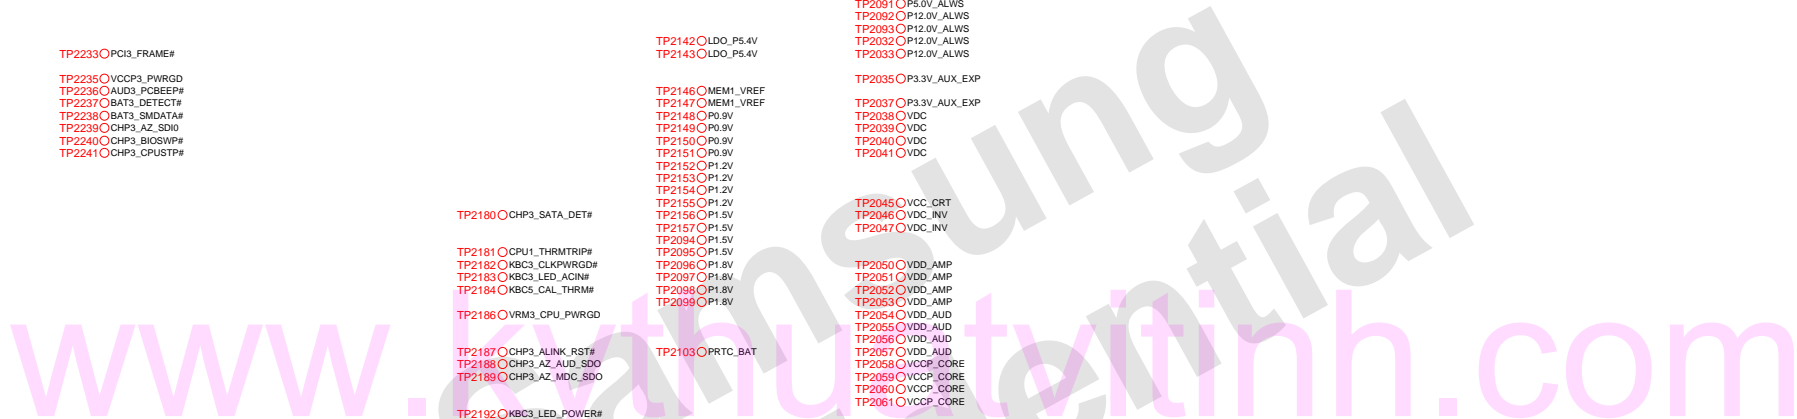 TP2233 PCI3_FRAME#
TP2235 VCCP3_PWRGD
TP2236 AUD3_PCBEEP#
TP2237 BAT3_DETECT#
TP2238 BAT3_SMDATA#
TP2239 CHP3_AZ_SDI0
TP2240 CHP3_BIOSWP#
TP2241 CHP3_CPUSTP#
TP2180 CHP3_SATA_DET#
TP2181 CPU1_THRMTRIP#
TP2182 KBC3_CLKPWRGD#
TP2183 KBC3_LED_ACIN#
TP2184 KBC5_CAL_THRM#
TP2186 VRM3_CPU_PWRGD
TP2187 CHP3_ALINK_RST#
TP2188 CHP3_AZ_AUD_SDO
TP2189 CHP3_AZ_MDC_SDO
TP2192 KBC3_LED_POWER#
TP2142 LDO_P5.4V
TP2143 LDO_P5.4V
TP2146 MEM1_VREF
TP2147 MEM1_VREF
TP2148 P0.9V
TP2149 P0.9V
TP2150 P0.9V
TP2151 P0.9V
TP2152 P1.2V
TP2153 P1.2V
TP2154 P1.2V
TP2155 P1.2V
TP2156 P1.5V
TP2157 P1.5V
TP2094 P1.5V
TP2095 P1.5V
TP2096 P1.8V
TP2097 P1.8V
TP2098 P1.8V
TP2099 P1.8V
TP2103 PRTC_BAT
TP2091 P5.0V_ALWS
TP2092 P12.0V_ALWS
TP2093 P12.0V_ALWS
TP2032 P12.0V_ALWS
TP2033 P12.0V_ALWS
TP2035 P3.3V_AUX_EXP
TP2037 P3.3V_AUX_EXP
TP2038 VDC
TP2039 VDC
TP2040 VDC
TP2041 VDC
TP2045 VCC_CRT
TP2046 VDC_INV
TP2047 VDC_INV
TP2050 VDD_AMP
TP2051 VDD_AMP
TP2052 VDD_AMP
TP2053 VDD_AMP
TP2054 VDD_AUD
TP2055 VDD_AUD
TP2056 VDD_AUD
TP2057 VDD_AUD
TP2058 VCCP_CORE
TP2059 VCCP_CORE
TP2060 VCCP_CORE
TP2061 VCCP_CORE
www.kythuatvitinh.com